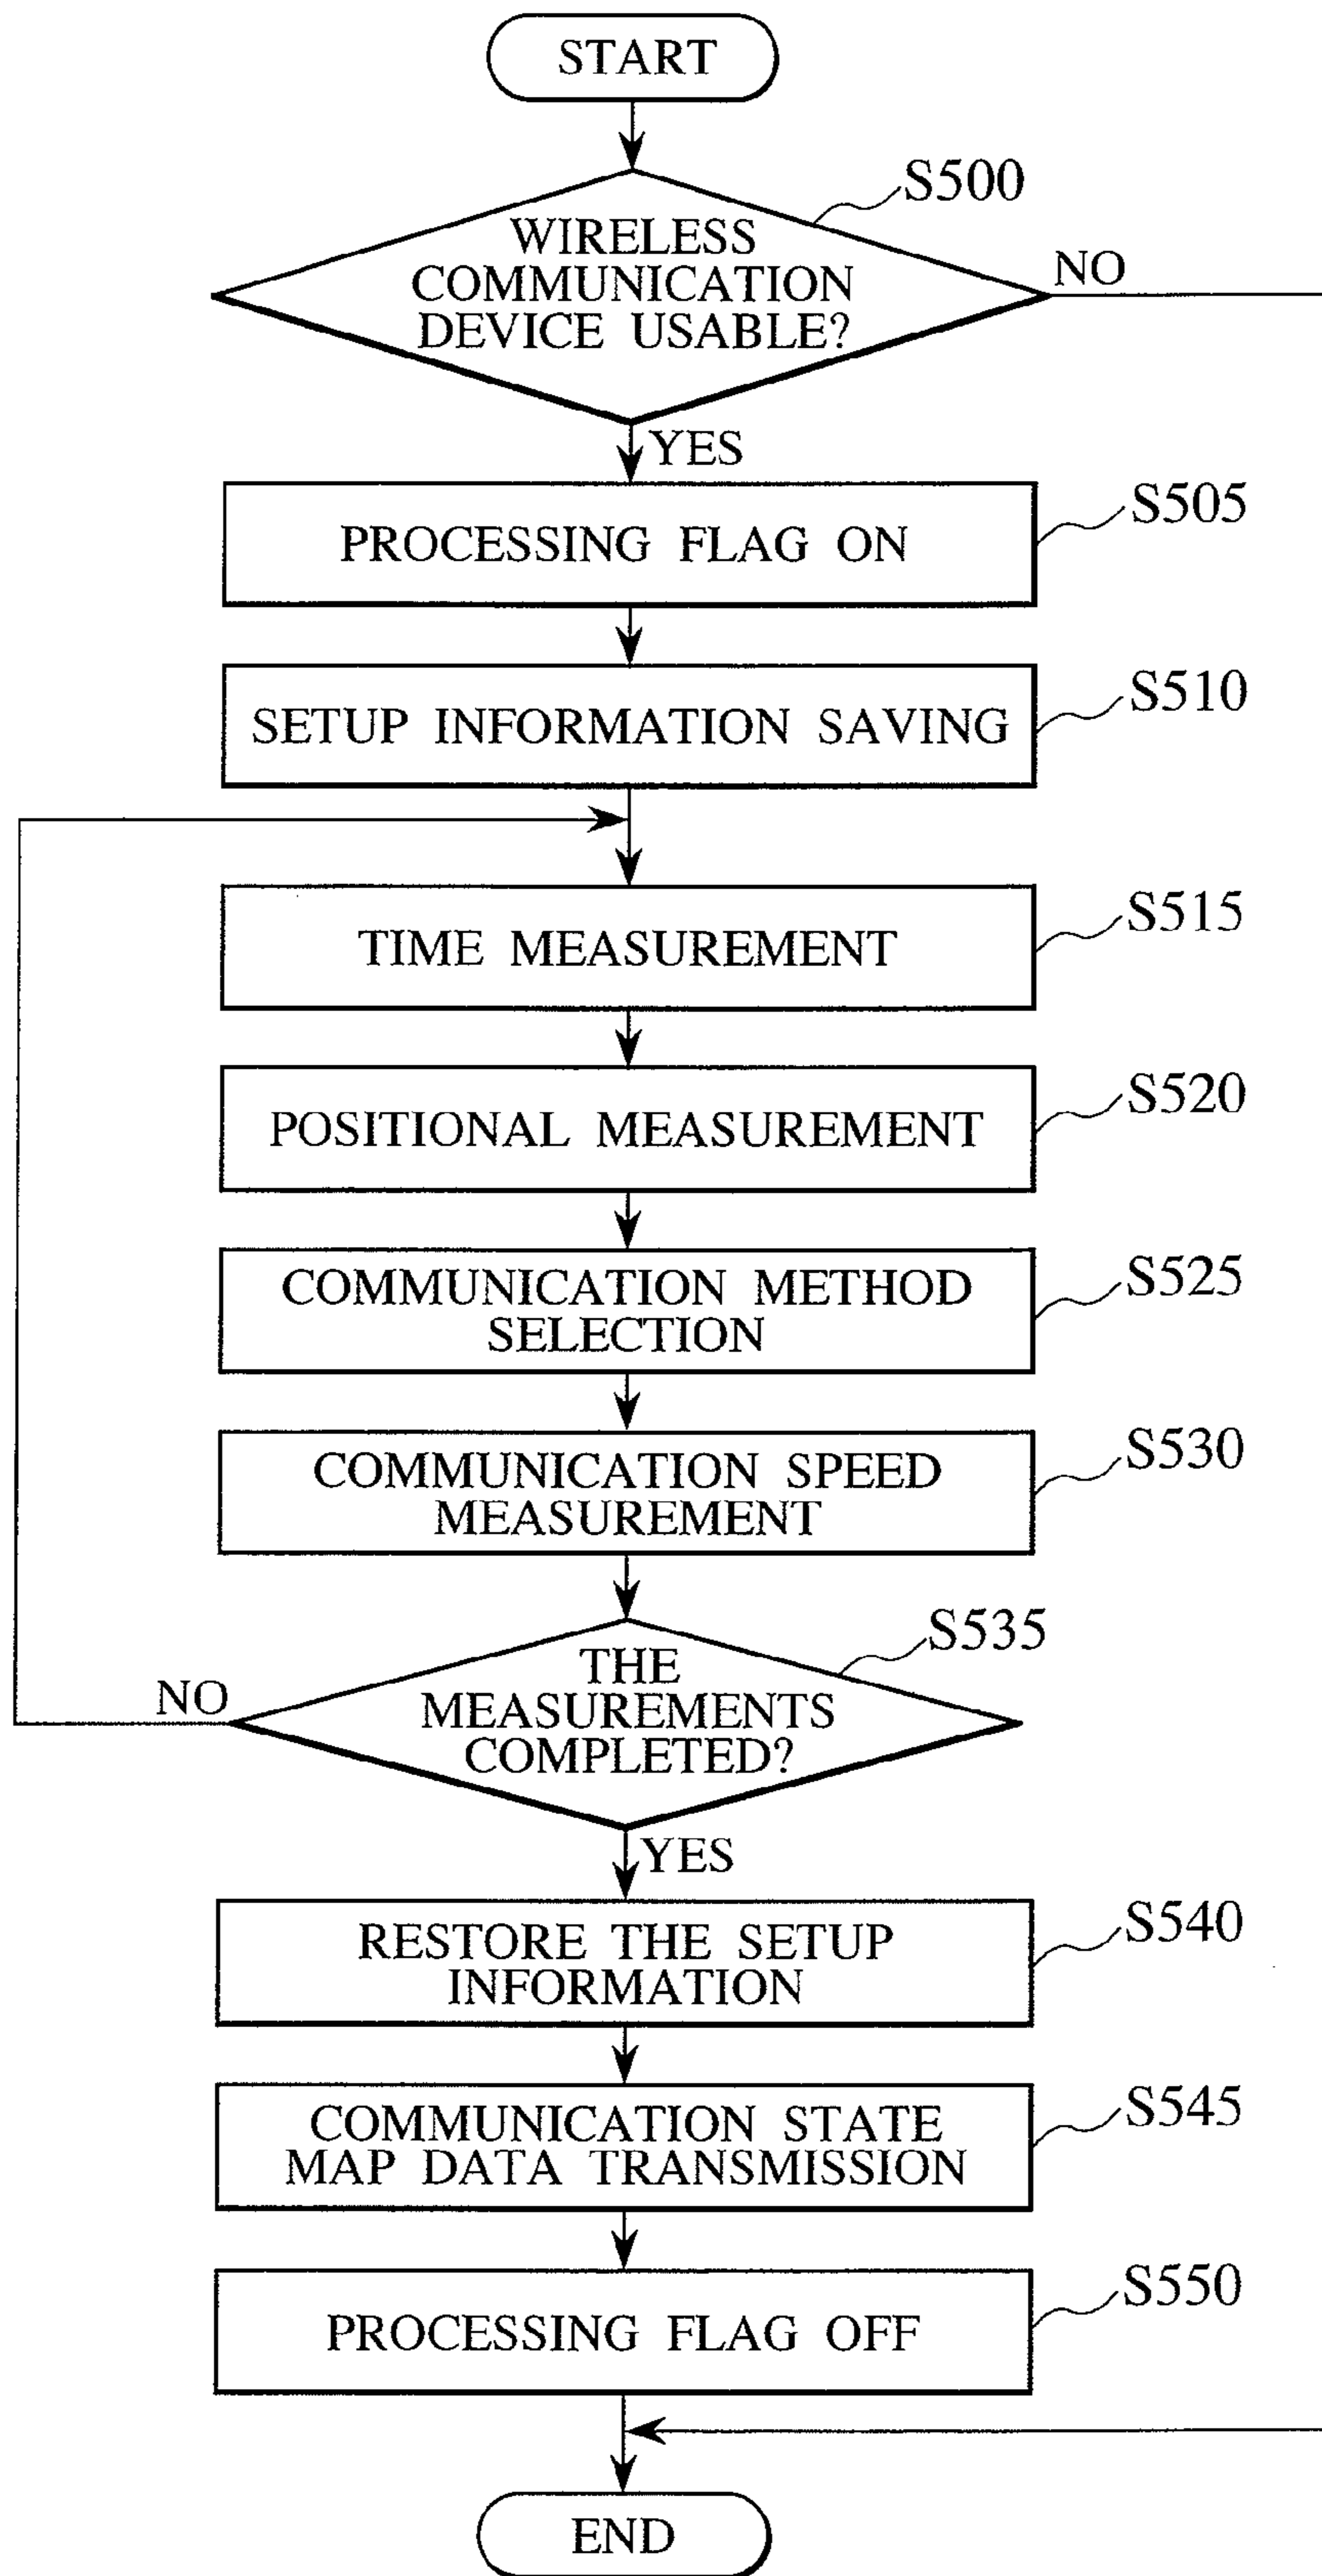 START
S500
WIRELESS
COMMUNICATION
DEVICE USABLE?
NO
YES
S505
PROCESSING FLAG ON
S510
SETUP INFORMATION SAVING
S515
TIME MEASUREMENT
S520
POSITIONAL MEASUREMENT
S525
COMMUNICATION METHOD
SELECTION
S530
COMMUNICATION SPEED
MEASUREMENT
S535
THE
MEASUREMENTS
COMPLETED?
NO
YES
S540
RESTORE THE SETUP
INFORMATION
S545
COMMUNICATION STATE
MAP DATA TRANSMISSION
S550
PROCESSING FLAG OFF
END